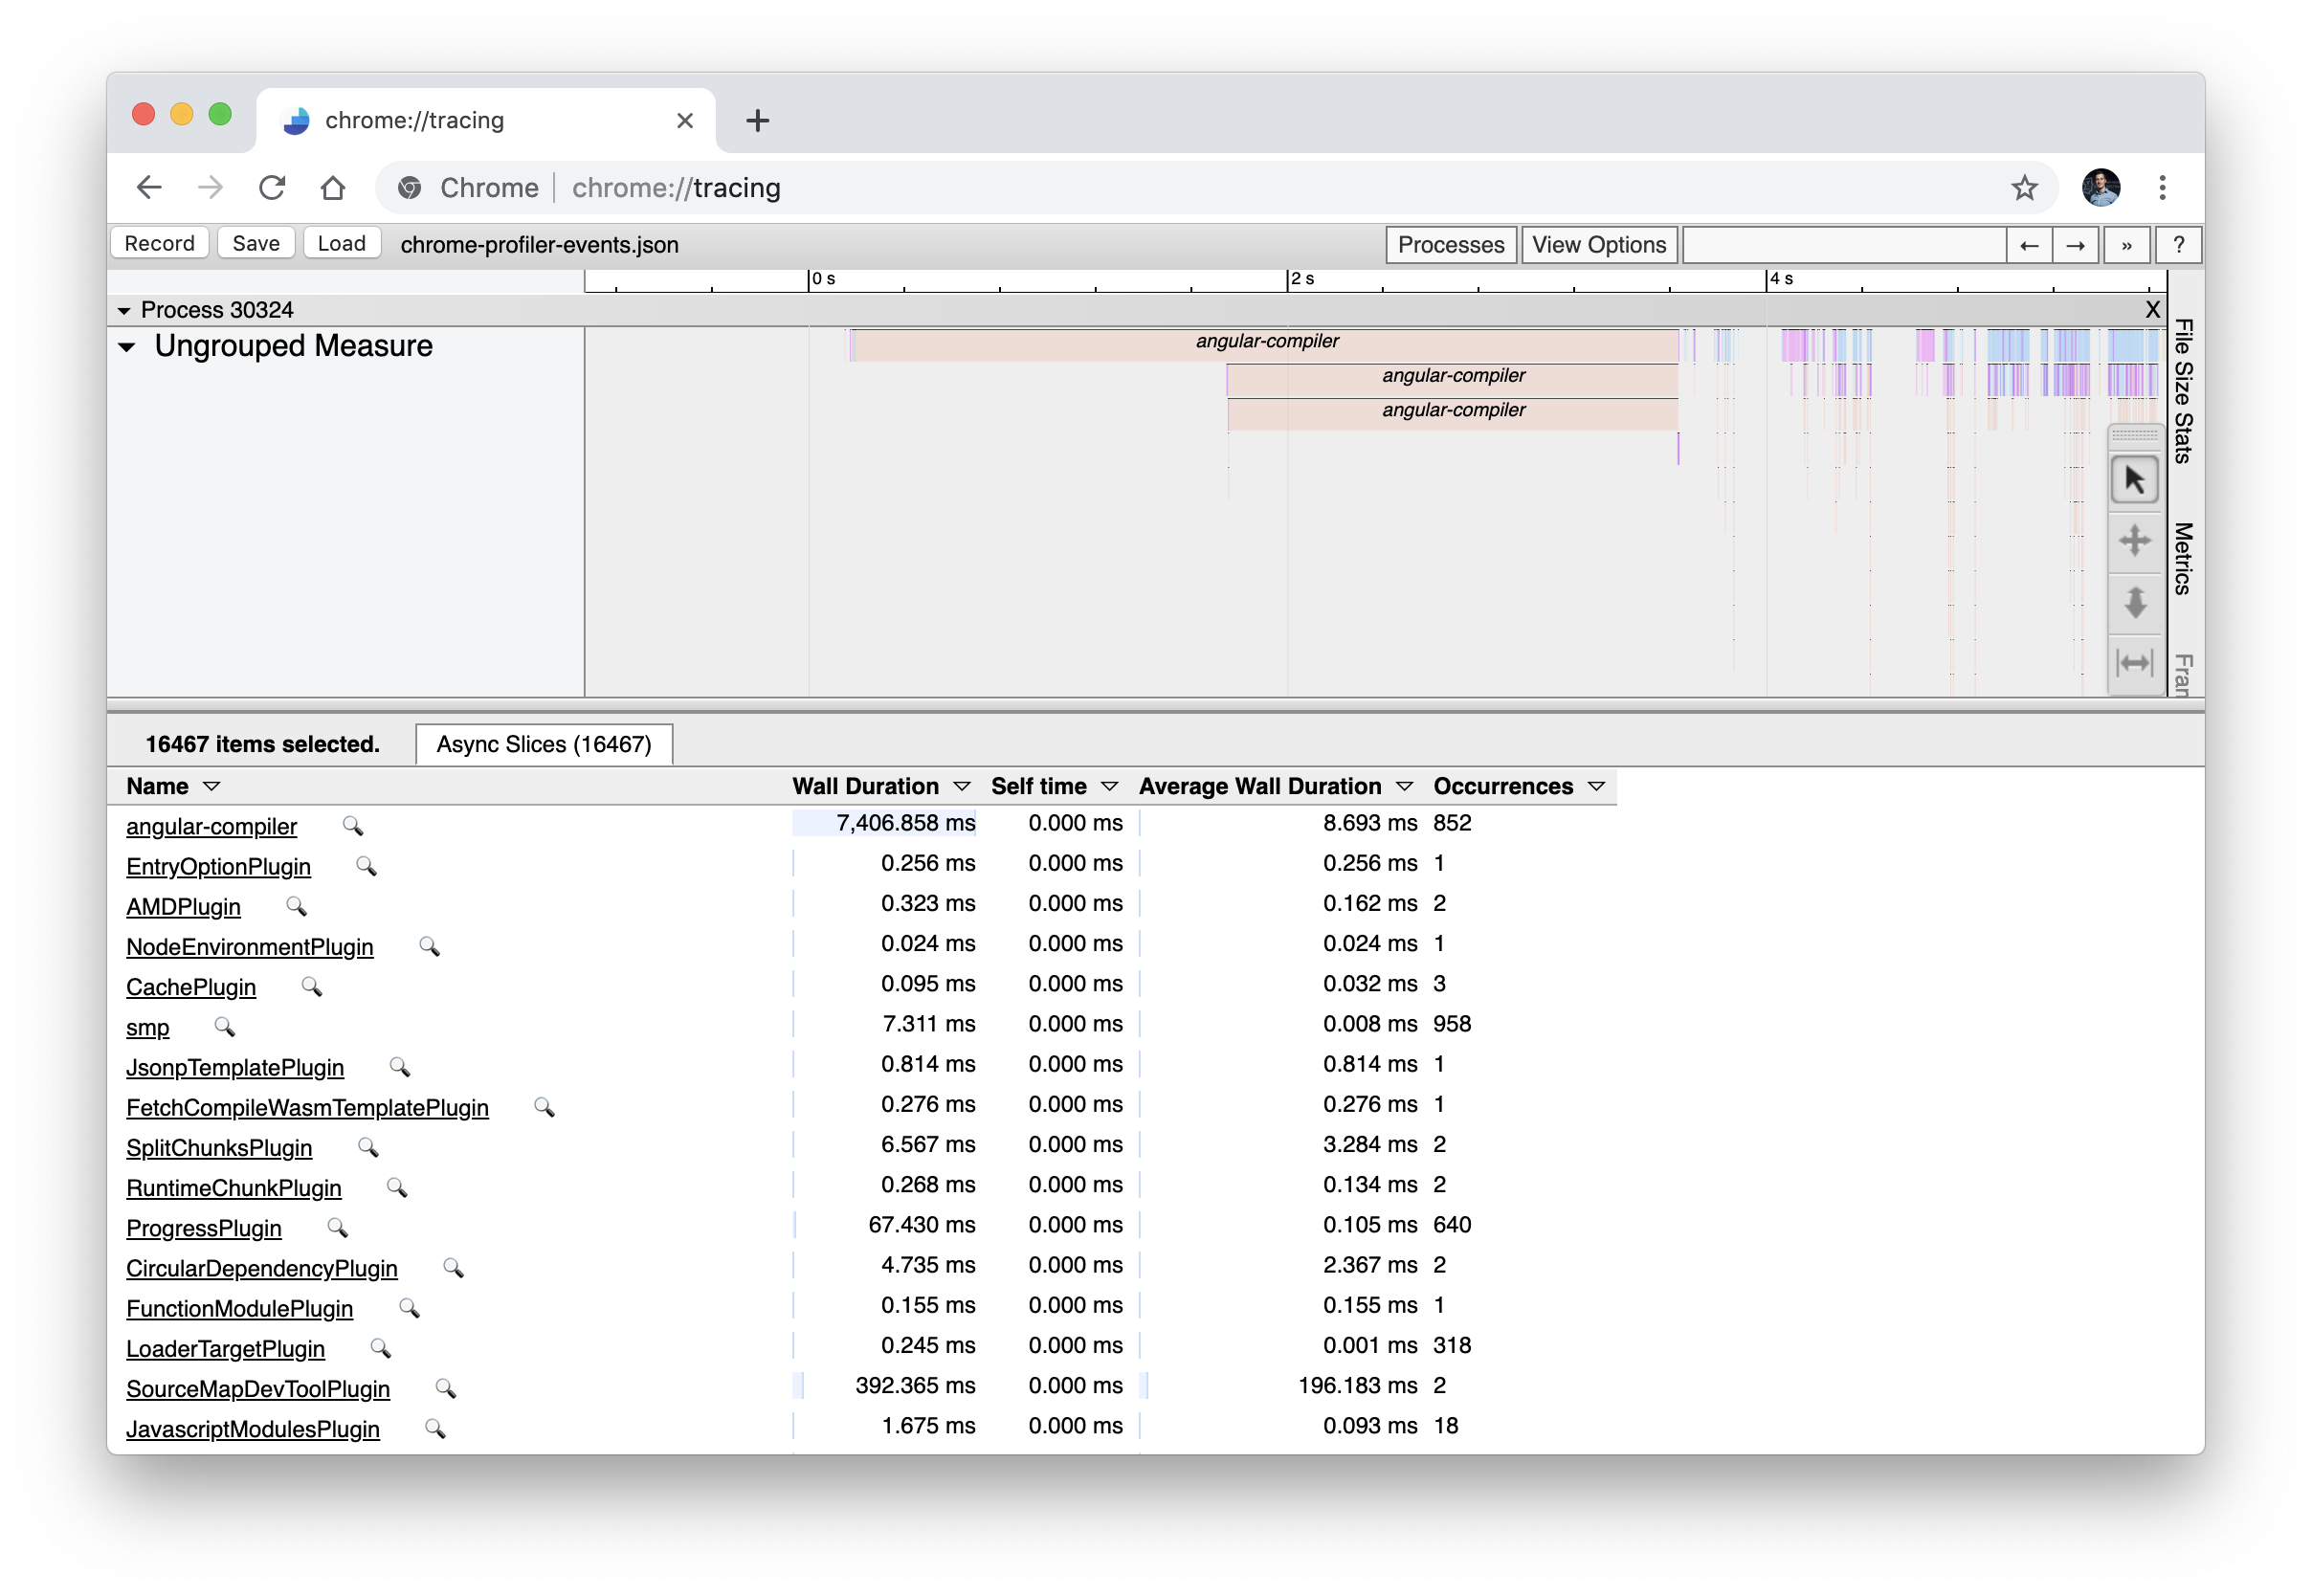 chrome://tracing
Chrome chrome://tracing
Record Save Load chrome-profiler-events.json Processes View Options ← → » ?
0 s 2 s 4 s
Process 30324 X
Ungrouped Measure
angular-compiler
angular-compiler
angular-compiler
File Size Stats
Metrics
Fran
16467 items selected. Async Slices (16467)
Name Wall Duration Self time Average Wall Duration Occurrences
angular-compiler 7,406.858 ms 0.000 ms 8.693 ms 852
EntryOptionPlugin 0.256 ms 0.000 ms 0.256 ms 1
AMDPlugin 0.323 ms 0.000 ms 0.162 ms 2
NodeEnvironmentPlugin 0.024 ms 0.000 ms 0.024 ms 1
CachePlugin 0.095 ms 0.000 ms 0.032 ms 3
smp 7.311 ms 0.000 ms 0.008 ms 958
JsonpTemplatePlugin 0.814 ms 0.000 ms 0.814 ms 1
FetchCompileWasmTemplatePlugin 0.276 ms 0.000 ms 0.276 ms 1
SplitChunksPlugin 6.567 ms 0.000 ms 3.284 ms 2
RuntimeChunkPlugin 0.268 ms 0.000 ms 0.134 ms 2
ProgressPlugin 67.430 ms 0.000 ms 0.105 ms 640
CircularDependencyPlugin 4.735 ms 0.000 ms 2.367 ms 2
FunctionModulePlugin 0.155 ms 0.000 ms 0.155 ms 1
LoaderTargetPlugin 0.245 ms 0.000 ms 0.001 ms 318
SourceMapDevToolPlugin 392.365 ms 0.000 ms 196.183 ms 2
JavascriptModulesPlugin 1.675 ms 0.000 ms 0.093 ms 18